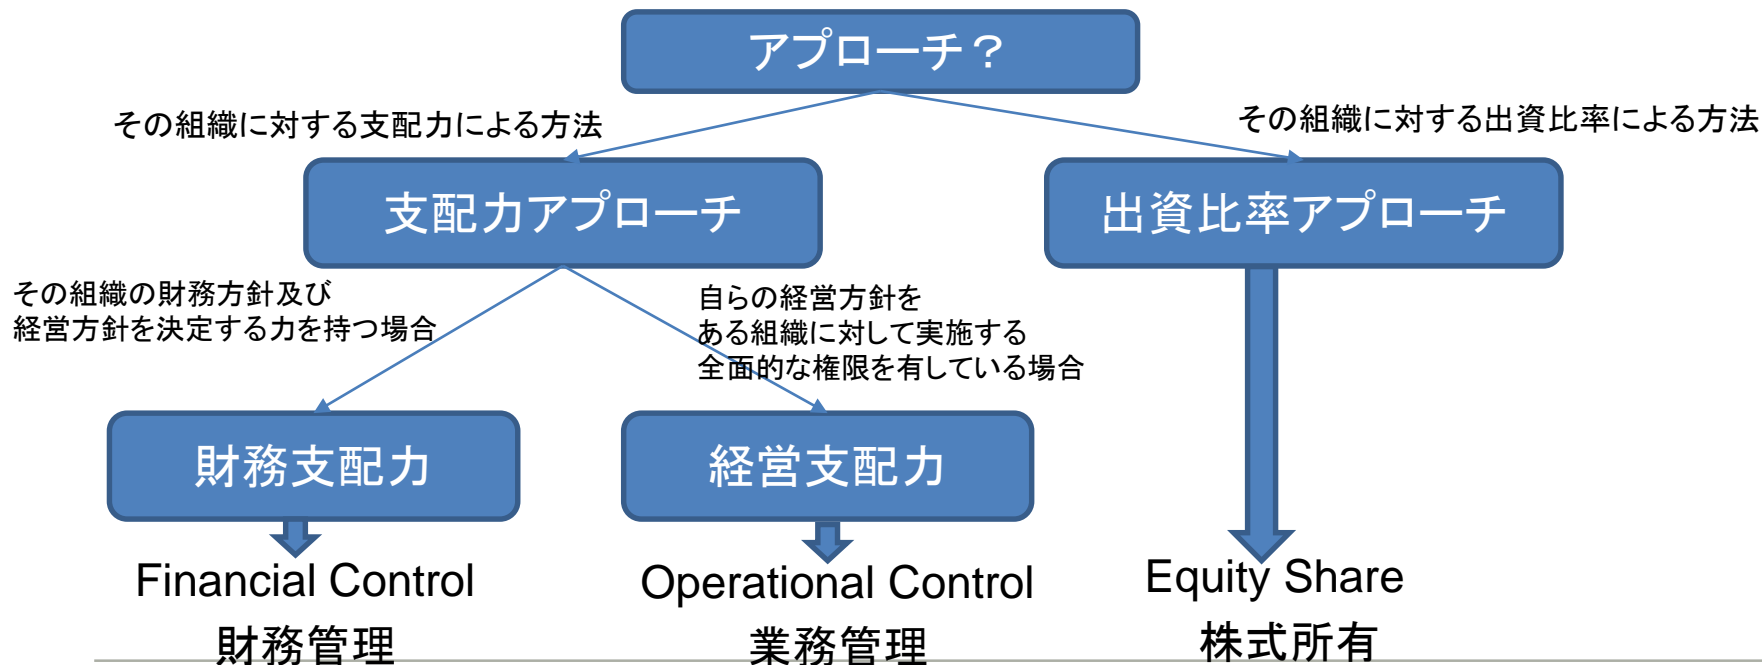 アプローチ？
その組織に対する支配力による方法
その組織に対する出資比率による方法
支配力アプローチ
出資比率アプローチ
その組織の財務方針及び
経営方針を決定する力を持つ場合
自らの経営方針を
ある組織に対して実施する
全面的な権限を有している場合
財務支配力
経営支配力
Financial Control
財務管理
Operational Control
業務管理
Equity Share
株式所有